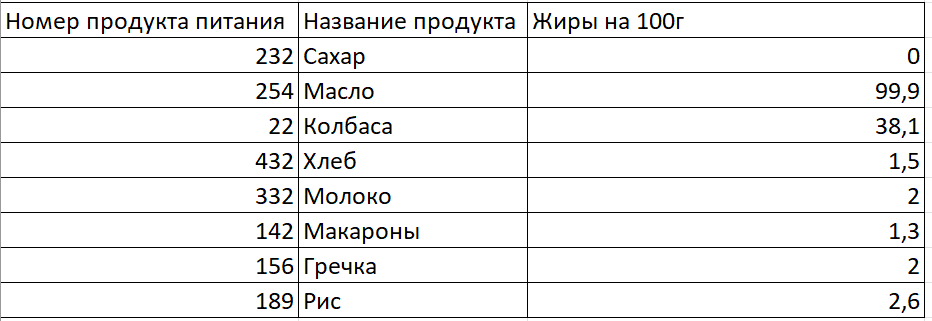 Номер продукта питания Название продукта Жиры на 100г
232 Сахар 0
254 Масло 99,9
22 Колбаса 38,1
432 Хлеб 1,5
332 Молоко 2
142 Макароны 1,3
156 Гречка 2
189 Рис 2,6